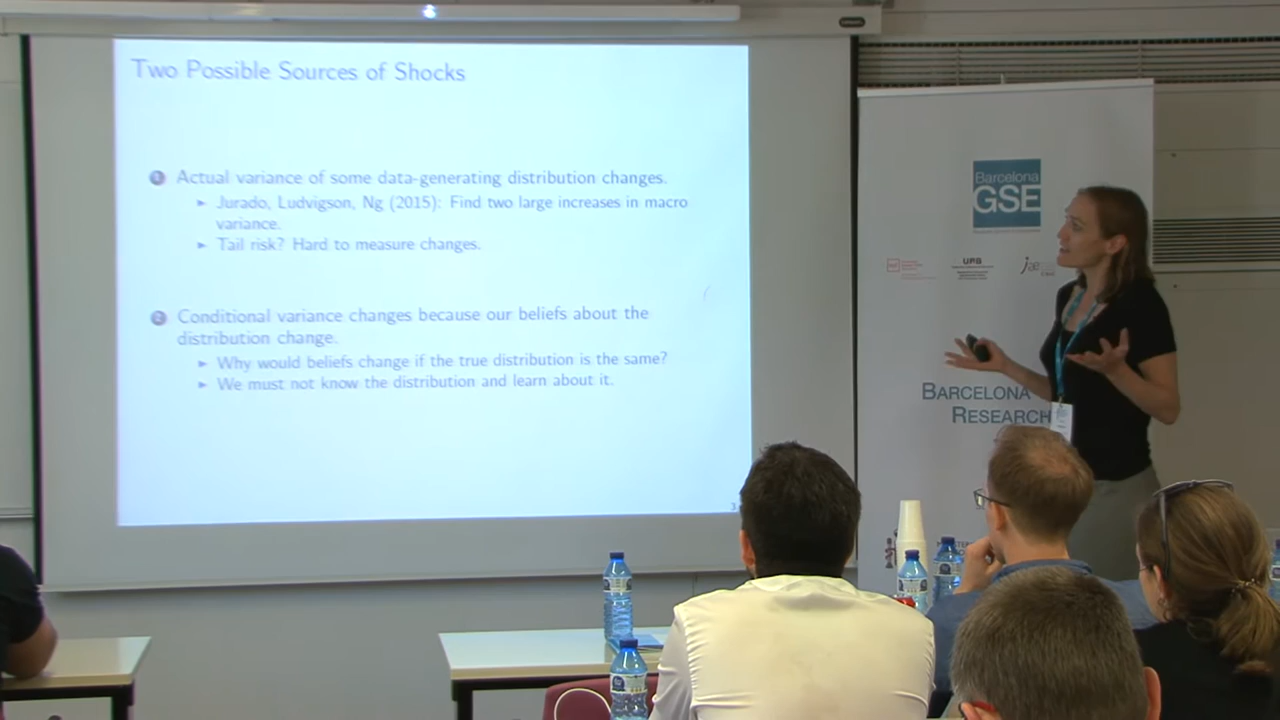 Two Possible Sources of Shocks
1 Actual variance of some data-generating distribution changes.
► Jurado, Ludvigson, Ng (2015): Find two large increases in macro
variance.
► Tail risk? Hard to measure changes.
2 Conditional variance changes because our beliefs about the
distribution change.
► Why would beliefs change if the true distribution is the same?
► We must not know the distribution and learn about it.
3
Barcelona
GSE
UAB
BARCELONA
RESEARCH